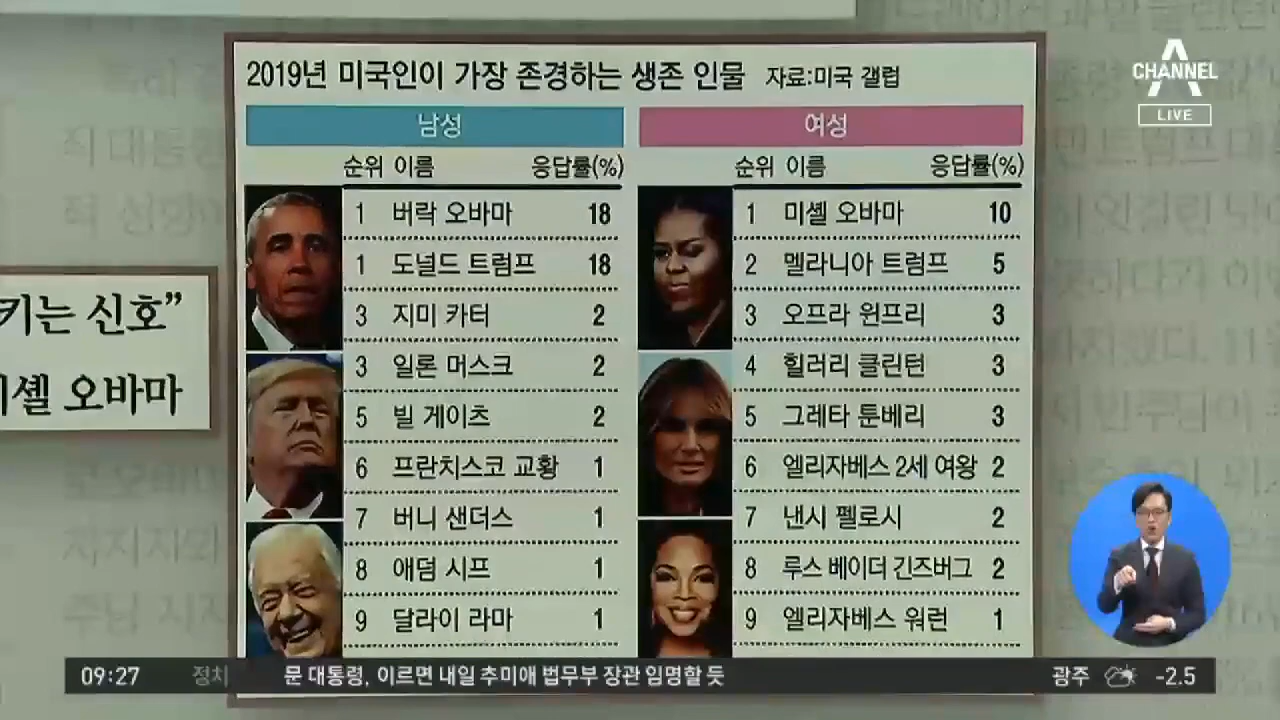 2019년 미국인이 가장 존경하는 생존 인물 자료:미국 갤럽
CHANNEL A
LIVE
남성
순위 이름 응답률(%)
1 버락 오바마 18
1 도널드 트럼프 18
3 지미 카터 2
3 일론 머스크 2
5 빌 게이츠 2
6 프란치스코 교황 1
7 버니 샌더스 1
8 애덤 시프 1
9 달라이 라마 1
여성
순위 이름 응답률(%)
1 미셸 오바마 10
2 멜라니아 트럼프 5
3 오프라 윈프리 3
4 힐러리 클린턴 3
5 그레타 툰베리 3
6 엘리자베스 2세 여왕 2
7 낸시 펠로시 2
8 루스 베이더 긴즈버그 2
9 엘리자베스 워런 1
키는 신호”
미셸 오바마
09:27 정치 문 대통령, 이르면 내일 추미애 법무부 장관 임명할 듯 광주 -2.5